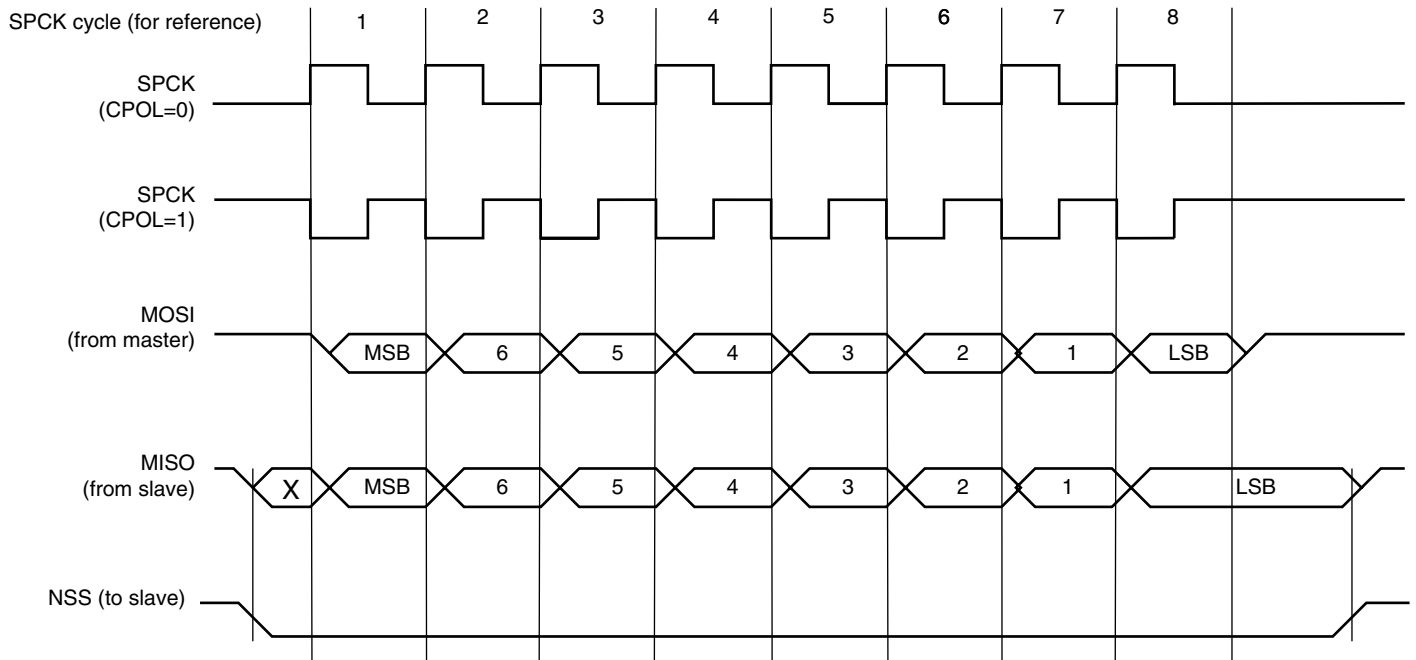 SPCK cycle (for reference) 1 2 3 4 5 6 7 8
SPCK
(CPOL=0)
SPCK
(CPOL=1)
MOSI
(from master)
MSB 6 5 4 3 2 1 LSB
MISO
(from slave)
X MSB 6 5 4 3 2 1 LSB
NSS (to slave)